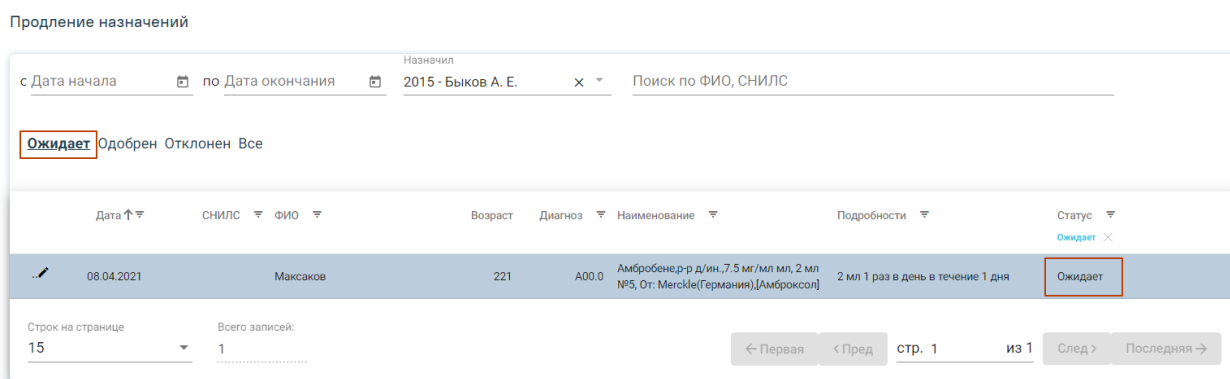 Продление назначений
Назначил
с Дата начала по Дата окончания 2015 - Быков А. Е. Поиск по ФИО, СНИЛС
Ожидает Одобрен Отклонен Все
Дата СНИЛС ФИО Возраст Диагноз Наименование Подробности Статус
Ожидает
Амбробене,р-р д/ин.,7.5 мг/мл мл, 2 мл
08.04.2021 Максаков 221 A00.0 №5, От: Merckle(Германия),[Амброксол] 2 мл 1 раз в день в течение 1 дня Ожидает
Строк на странице Всего записей:
15 1 Первая Пред стр. 1 из 1 След Последняя